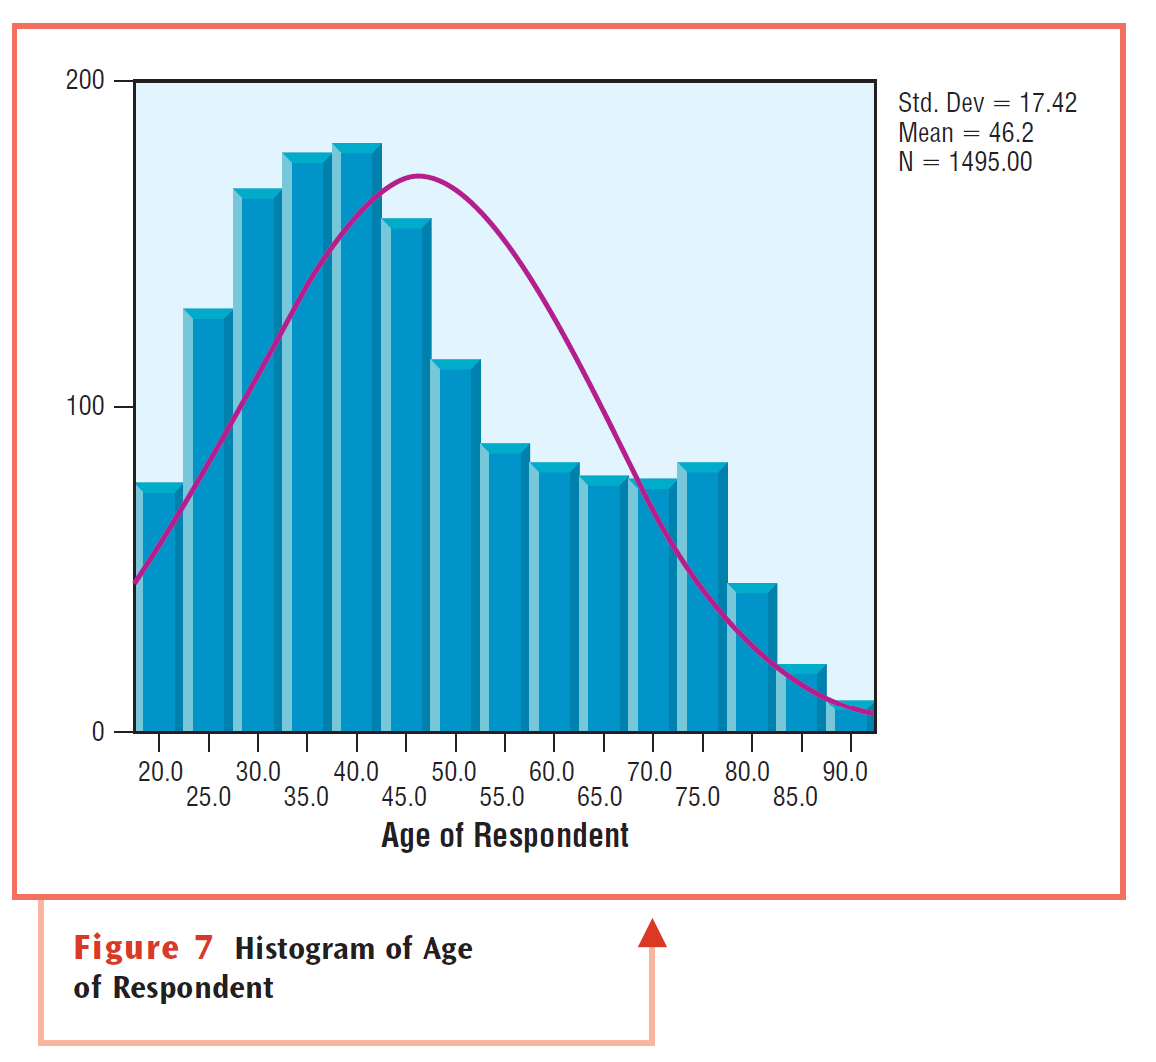 200
Std. Dev = 17.42
Mean = 46.2
N = 1495.00
100
0
20.0 30.0 40.0 50.0 60.0 70.0 80.0 90.0
25.0 35.0 45.0 55.0 65.0 75.0 85.0
Age of Respondent
Figure 7 Histogram of Age
of Respondent